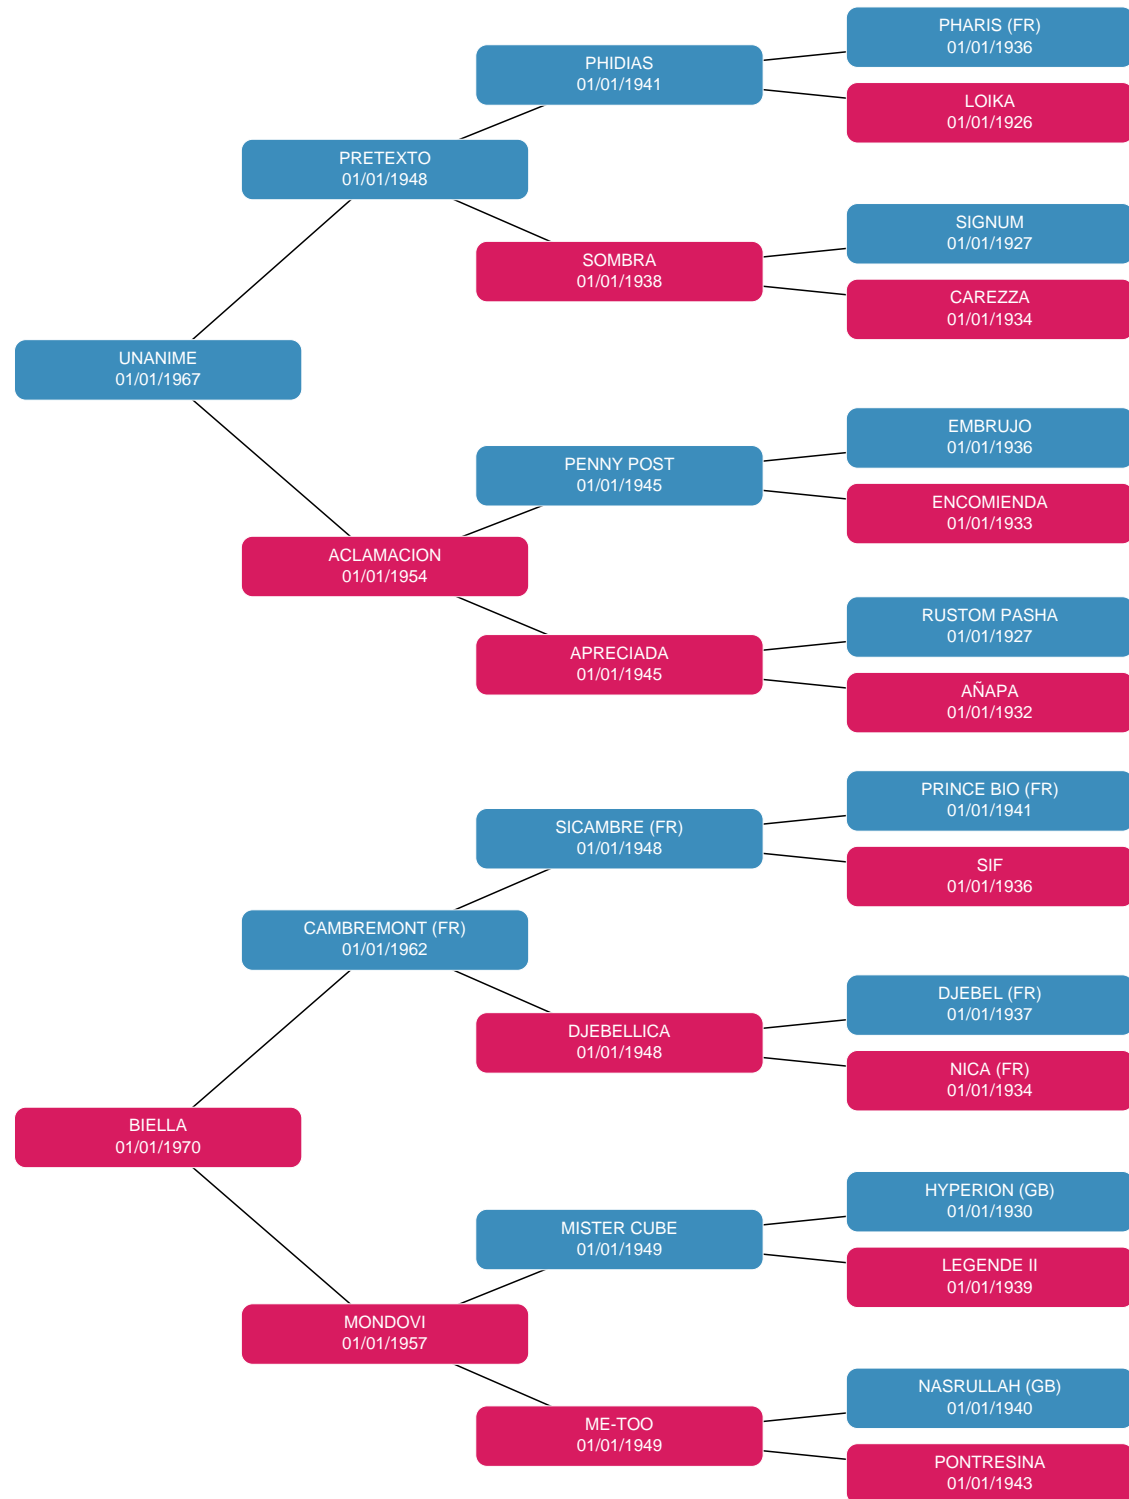 PHARIS (FR)
01/01/1936
PHIDIAS
01/01/1941
LOIKA
01/01/1926
PRETEXTO
01/01/1948
SIGNUM
01/01/1927
SOMBRA
01/01/1938
CAREZZA
01/01/1934
UNANIME
01/01/1967
EMBRUJO
01/01/1936
PENNY POST
01/01/1945
ENCOMIENDA
01/01/1933
ACLAMACION
01/01/1954
RUSTOM PASHA
01/01/1927
APRECIADA
01/01/1945
AÑAPA
01/01/1932
PRINCE BIO (FR)
01/01/1941
SICAMBRE (FR)
01/01/1948
SIF
01/01/1936
CAMBREMONT (FR)
01/01/1962
DJEBEL (FR)
01/01/1937
DJEBELLICA
01/01/1948
NICA (FR)
01/01/1934
BIELLA
01/01/1970
HYPERION (GB)
01/01/1930
MISTER CUBE
01/01/1949
LEGENDE II
01/01/1939
MONDOVI
01/01/1957
NASRULLAH (GB)
01/01/1940
ME-TOO
01/01/1949
PONTRESINA
01/01/1943